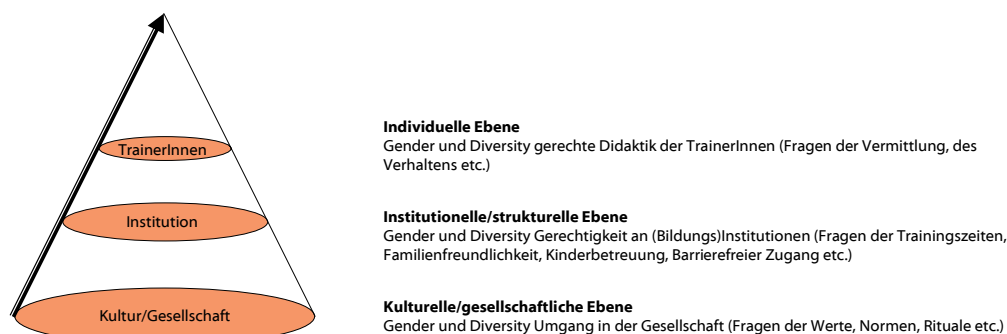 TrainerInnen
Institution
Kultur/Gesellschaft
Individuelle Ebene
Gender und Diversity gerechte Didaktik der TrainerInnen (Fragen der Vermittlung, des
Verhaltens etc.)
Institutionelle/strukturelle Ebene
Gender und Diversity Gerechtigkeit an (Bildungs)Institutionen (Fragen der Trainingszeiten,
Familienfreundlichkeit, Kinderbetreuung, Barrierefreier Zugang etc.)
Kulturelle/gesellschaftliche Ebene
Gender und Diversity Umgang in der Gesellschaft (Fragen der Werte, Normen, Rituale etc.)